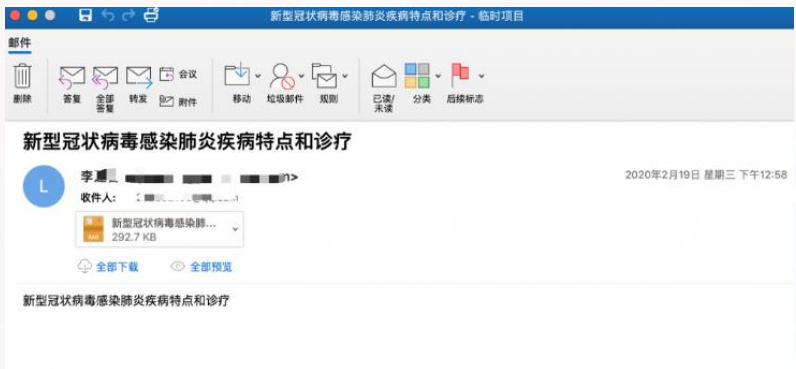 新型冠状病毒感染肺炎疾病特点和诊疗 - 临时项目
邮件
删除 答复 全部答复 转发 会议 附件 移动 垃圾邮件 规则 已读/未读 分类 后续标志
新型冠状病毒感染肺炎疾病特点和诊疗
L 李 n> 2020年2月19日 星期三 下午12:58
收件人:
新型冠状病毒感染肺...
292.7 KB
全部下载 全部预览
新型冠状病毒感染肺炎疾病特点和诊疗